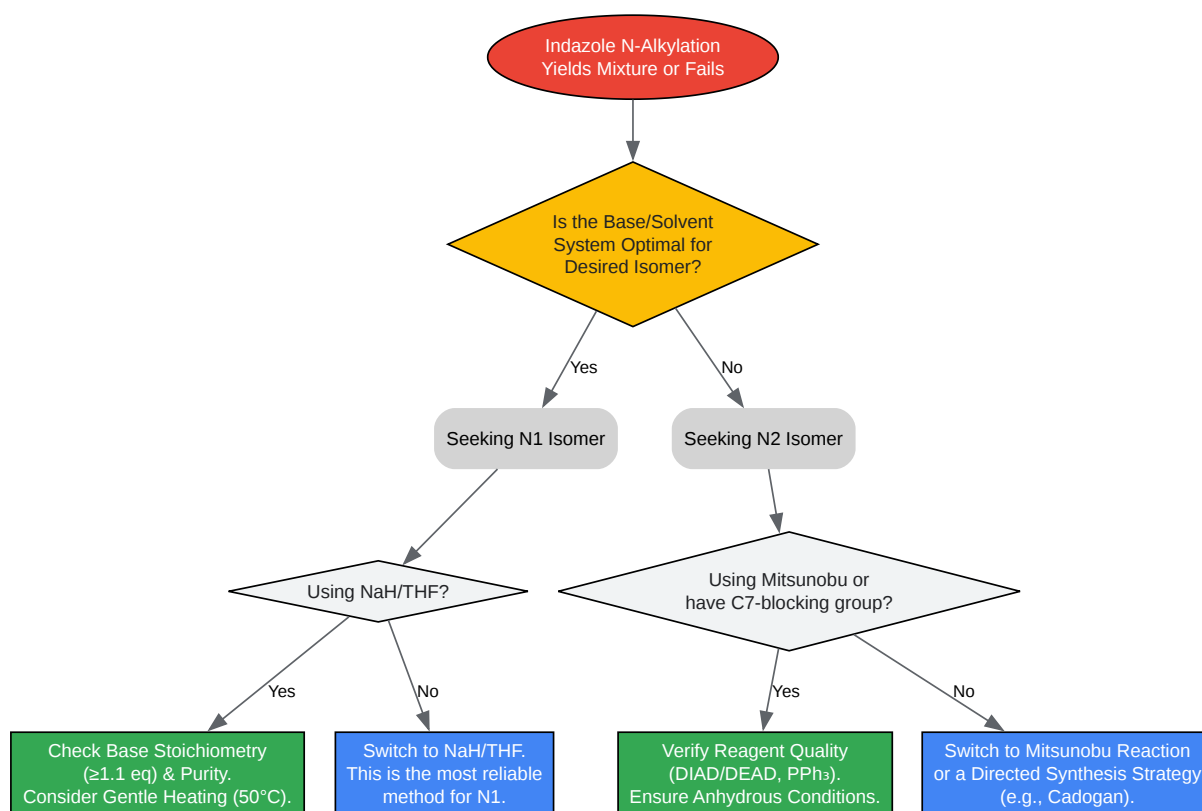 Indazole N-Alkylation
Yields Mixture or Fails
Is the Base/Solvent
System Optimal for
Desired Isomer?
Yes
No
Seeking N1 Isomer
Seeking N2 Isomer
Using NaH/THF?
Using Mitsunobu or
have C7-blocking group?
Yes
No
Yes
No
Check Base Stoichiometry
(≥1.1 eq) & Purity.
Consider Gentle Heating (50°C).
Switch to NaH/THF.
This is the most reliable
method for N1.
Verify Reagent Quality
(DIAD/DEAD, PPh₃).
Ensure Anhydrous Conditions.
Switch to Mitsunobu Reaction
or a Directed Synthesis Strategy
(e.g., Cadogan).